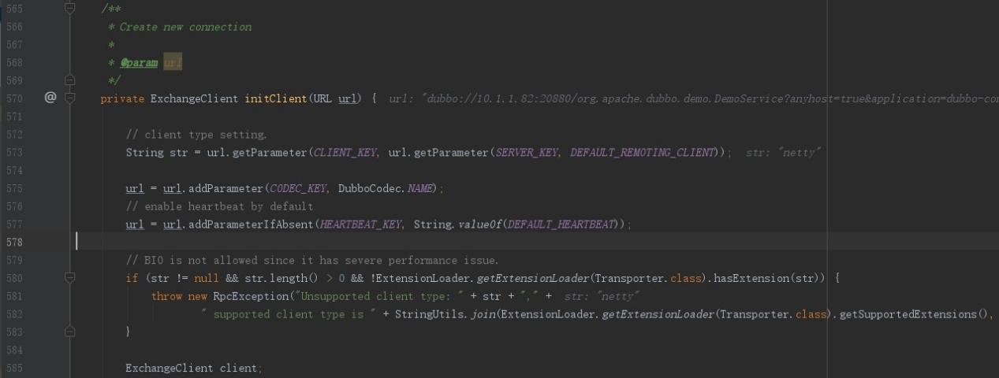 565 /**
566 * Create new connection
567 *
568 * @param url
569 */
@ 570 private ExchangeClient initClient(URL url) { url: "dubbo://10.1.1.82:20880/org.apache.dubbo.demo.DemoService?anyhost=true&application=dubbo-con
571
572 // client type setting.
573 String str = url.getParameter(CLIENT_KEY, url.getParameter(SERVER_KEY, DEFAULT_REMOTING_CLIENT)); str: "netty"
574
575 url = url.addParameter(CODEC_KEY, DubboCodec.NAME);
576 // enable heartbeat by default
577 url = url.addParameterIfAbsent(HEARTBEAT_KEY, String.valueOf(DEFAULT_HEARTBEAT));
578
579 // BIO is not allowed since it has severe performance issue.
580 if (str != null && str.length() > 0 && !ExtensionLoader.getExtensionLoader(Transporter.class).hasExtension(str)) {
581 throw new RpcException("Unsupported client type: " + str + "," + str: "netty"
582 " supported client type is " + StringUtils.join(ExtensionLoader.getExtensionLoader(Transporter.class).getSupportedExtensions(),
583 }
584
585 ExchangeClient client;